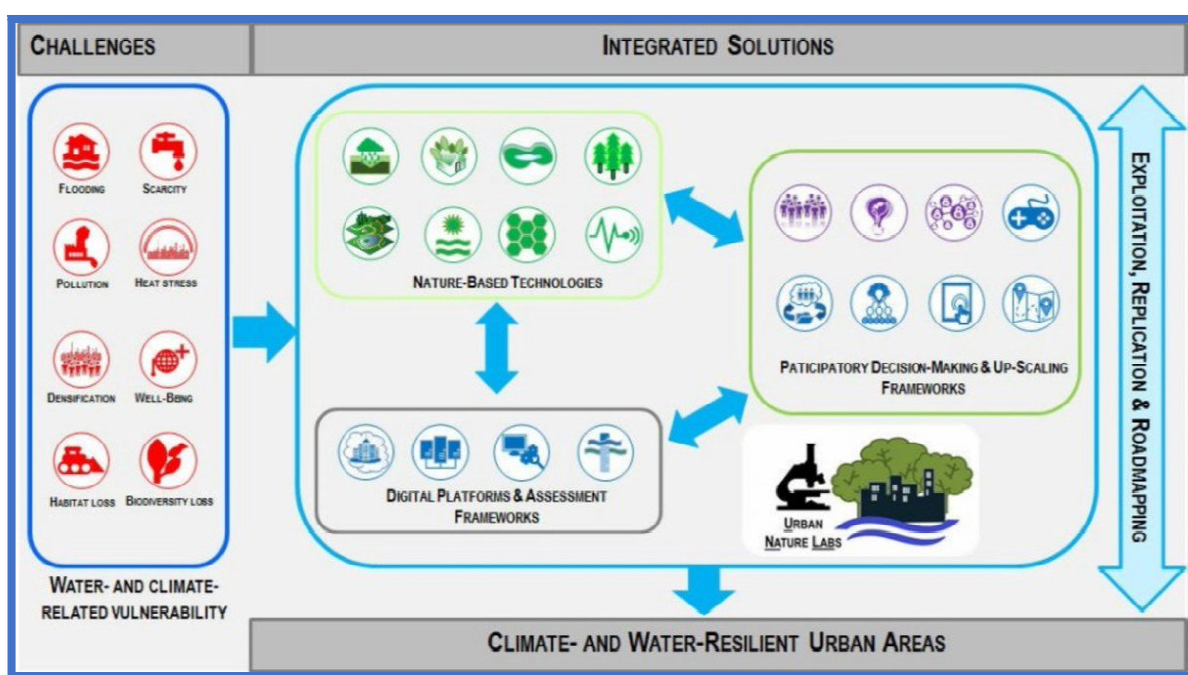 CHALLENGES
INTEGRATED SOLUTIONS
FLOODING
SCARCITY
POLLUTION
HEAT STRESS
DENSIFICATION
WELL-BEING
HABITAT LOSS
BIODIVERSITY LOSS
WATER- AND CLIMATE-
RELATED VULNERABILITY
NATURE-BASED TECHNOLOGIES
PATICIPATORY DECISION-MAKING & UP-SCALING
FRAMEWORKS
DIGITAL PLATFORMS & ASSESSMENT
FRAMEWORKS
URBAN
NATURE LABS
EXPLOITATION, REPLICATION & ROADMAPPING
CLIMATE- AND WATER-RESILIENT URBAN AREAS